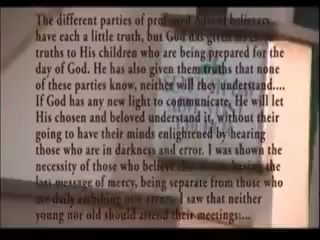 The different parties of professed Advent believers
have each a little truth, but God has given
truths to His children who are being prepared for the
day of God. He has also given them truths that none
of these parties know, neither will they understand....
If God has any new light to communicate, He will let
His chosen and beloved understand it, without their
going to have their minds enlightened by hearing
those who are in darkness and error. I was shown the
necessity of those who believe
message of mercy, being separate from those who
are daily imbibing new errors. I saw that neither
young nor old should attend their meetings:...